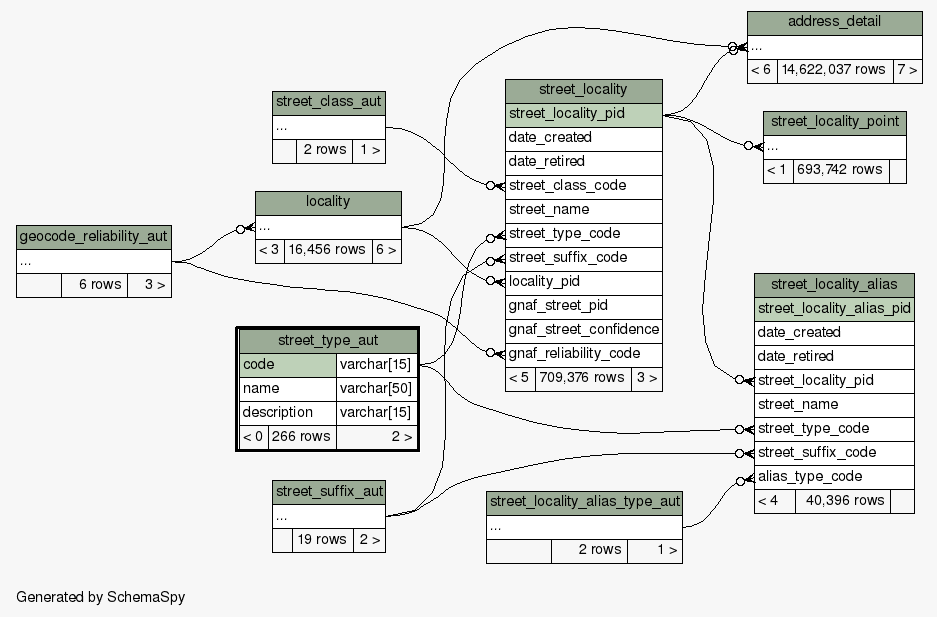 address_detail
...
< 6 14,622,037 rows 7 >
street_class_aut
...
2 rows 1 >
street_locality
street_locality_pid
date_created
date_retired
street_class_code
street_name
street_type_code
street_suffix_code
locality_pid
gnaf_street_pid
gnaf_street_confidence
gnaf_reliability_code
< 5 709,376 rows 3 >
street_locality_point
...
< 1 693,742 rows
locality
...
< 3 16,456 rows 6 >
geocode_reliability_aut
...
6 rows 3 >
street_locality_alias
street_locality_alias_pid
date_created
date_retired
street_locality_pid
street_name
street_type_code
street_suffix_code
alias_type_code
< 4 40,396 rows
street_type_aut
code varchar[15]
name varchar[50]
description varchar[15]
< 0 266 rows 2 >
street_suffix_aut
...
19 rows 2 >
street_locality_alias_type_aut
...
2 rows 1 >
Generated by SchemaSpy